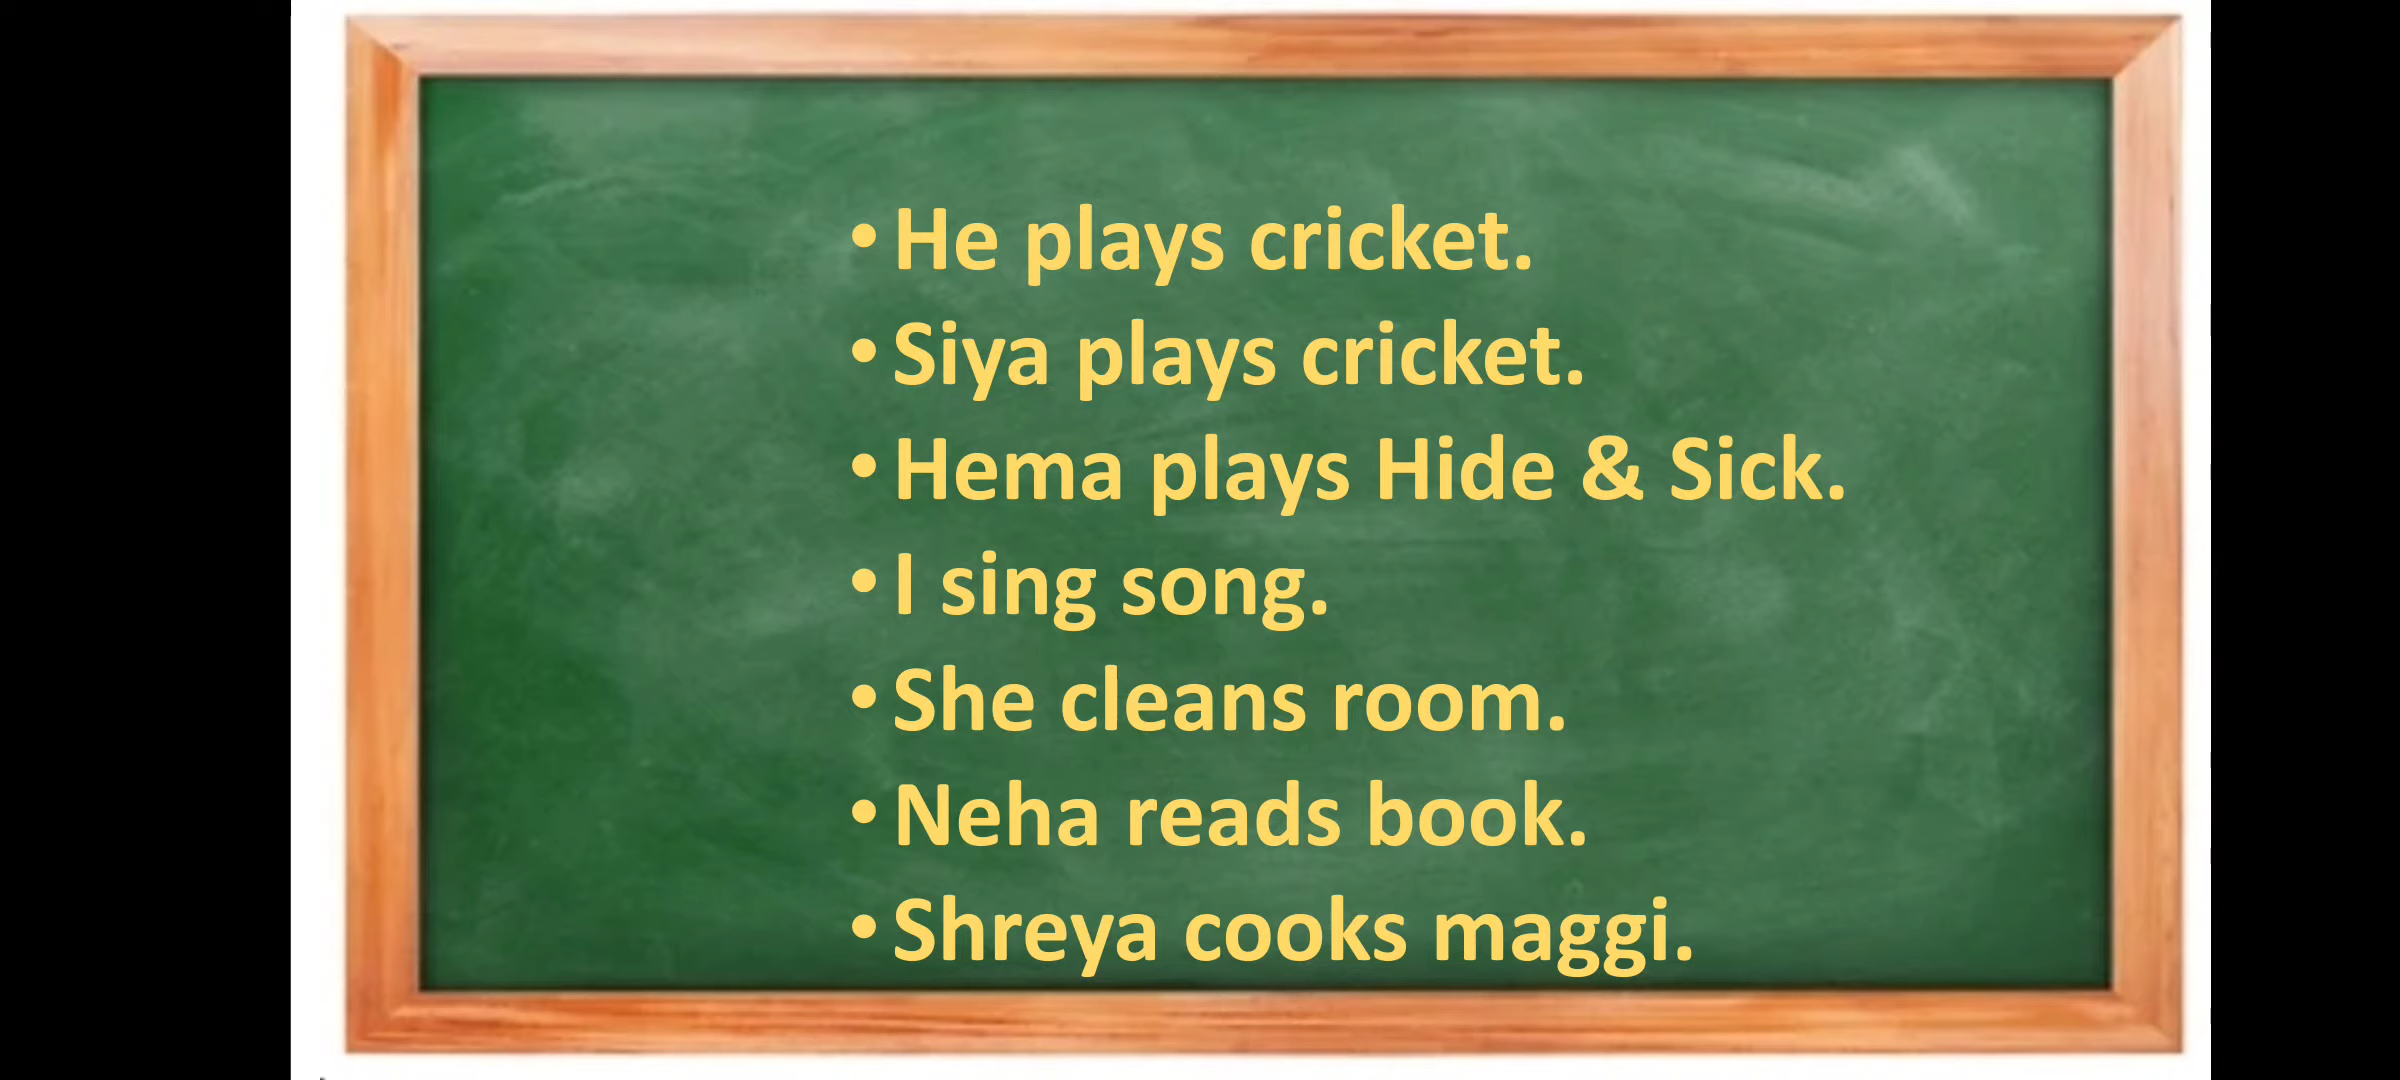 • He plays cricket.
• Siya plays cricket.
• Hema plays Hide & Sick.
• I sing song.
• She cleans room.
• Neha reads book.
• Shreya cooks maggi.